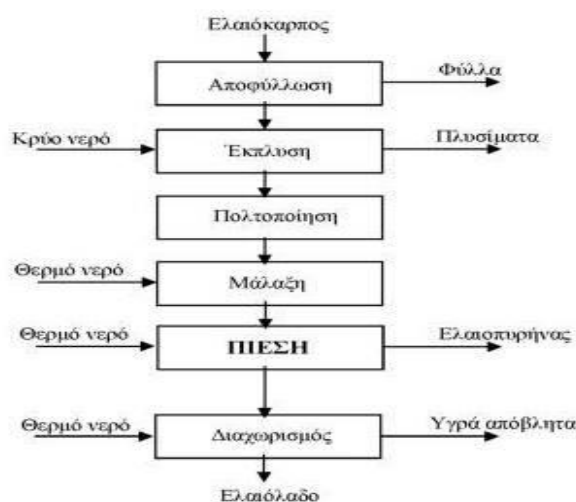 Ελαιόκαρπος
Αποφύλλωση
Φύλλα
Κρύο νερό
Έκπλυση
Πλυσίματα
Πολτοποίηση
Θερμό νερό
Μάλαξη
Θερμό νερό
ΠΙΕΣΗ
Ελαιοπυρήνας
Θερμό νερό
Διαχωρισμός
Υγρά απόβλητα
Ελαιόλαδο